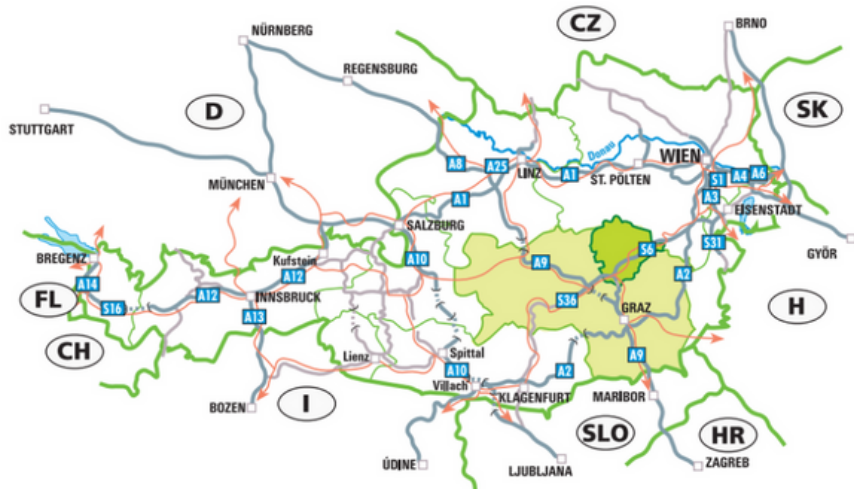 CZ
BRNO
NÜRNBERG
REGENSBURG
D
SK
STUTTGART
Donau
WIEN
A8
A25
LINZ
A1
ST. PÖLTEN
S1
A4
A6
MÜNCHEN
A1
A3
EISENSTADT
SALZBURG
S31
GYÖR
BREGENZ
Kufstein
A10
A9
S6
A2
A14
A12
A12
INNSBRUCK
S36
H
FL
S16
A13
GRAZ
CH
Lienz
Spittal
A9
A10
A2
Villach
BOZEN
I
KLAGENFURT
MARIBOR
SLO
HR
ÚDINE
LJUBLJANA
ZAGREB